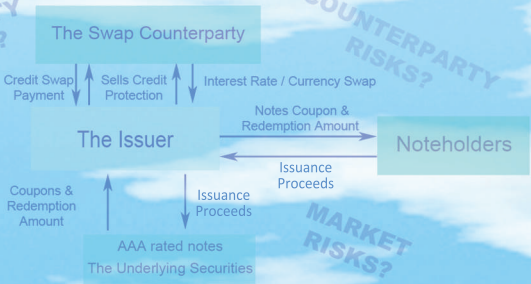 COUNTERPARTY
RISKS?
The Swap Counterparty
Credit Swap
Payment
Sells Credit
Protection
Interest Rate / Currency Swap
Notes Coupon &
Redemption Amount
The Issuer
Noteholders
Issuance
Proceeds
Coupons &
Redemption
Amount
Issuance
Proceeds
MARKET
RISKS?
AAA rated notes
The Underlying Securities